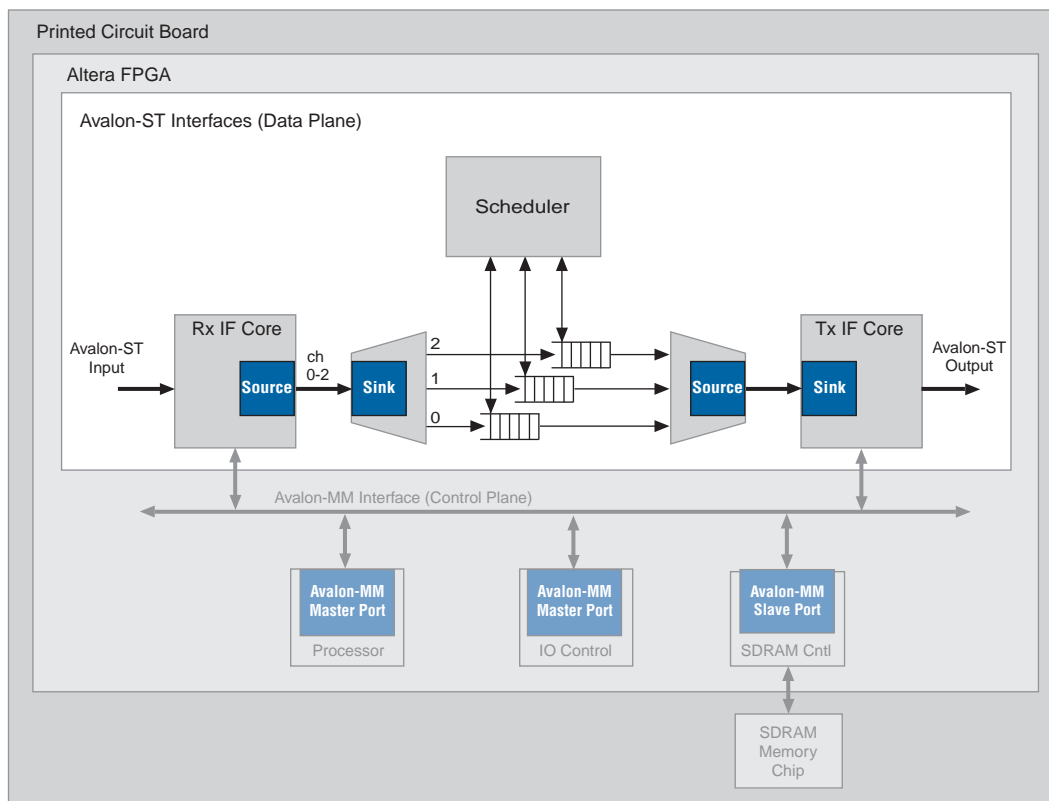 Printed Circuit Board
Altera FPGA
Avalon-ST Interfaces (Data Plane)
Scheduler
Rx IF Core
Tx IF Core
Avalon-ST
Input
Source
ch
0-2
Sink
2
1
0
Source
Sink
Avalon-ST
Output
Avalon-MM Interface (Control Plane)
Avalon-MM
Master Port
Processor
Avalon-MM
Master Port
IO Control
Avalon-MM
Slave Port
SDRAM Cntl
SDRAM
Memory
Chip